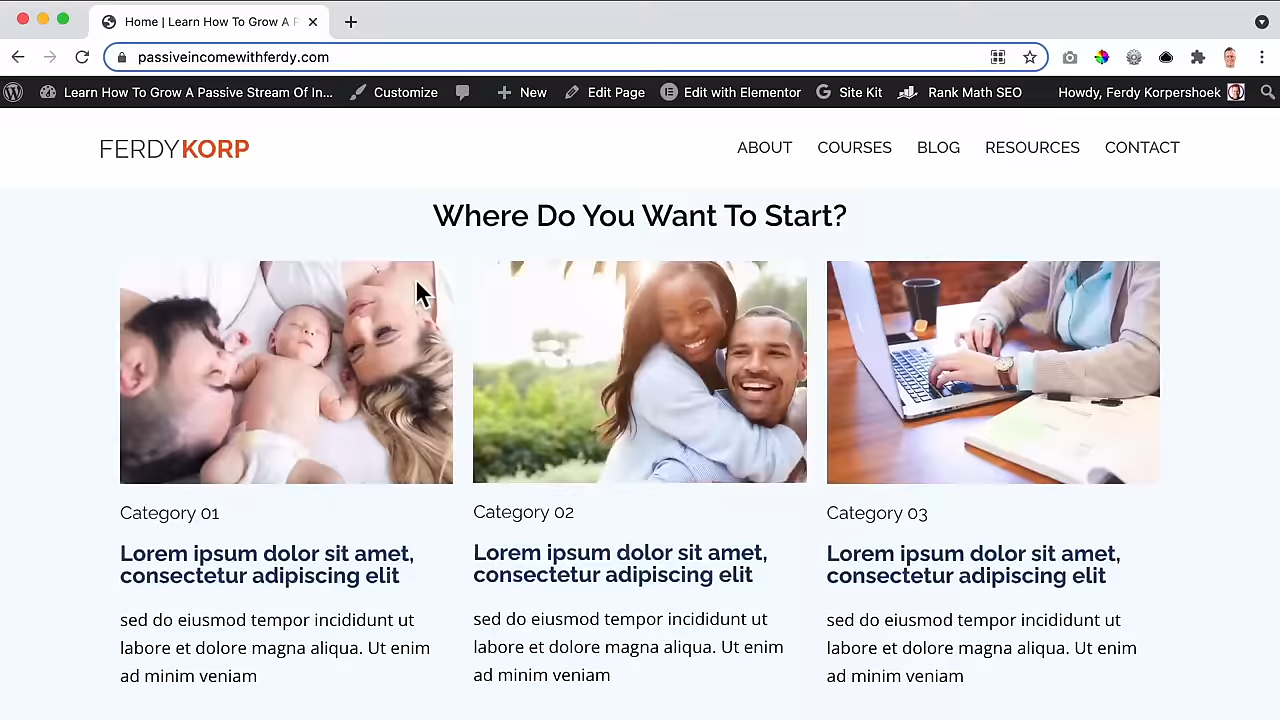 Home | Learn How To Grow A P
passiveincomewithferdy.com
Learn How To Grow A Passive Stream Of In... Customize New Edit Page Edit with Elementor Site Kit Rank Math SEO Howdy, Ferdy Korpershoek
FERDYKORP ABOUT COURSES BLOG RESOURCES CONTACT
Where Do You Want To Start?
Category 01
Lorem ipsum dolor sit amet,
consectetur adipiscing elit
sed do eiusmod tempor incididunt ut
labore et dolore magna aliqua. Ut enim
ad minim veniam
Category 02
Lorem ipsum dolor sit amet,
consectetur adipiscing elit
sed do eiusmod tempor incididunt ut
labore et dolore magna aliqua. Ut enim
ad minim veniam
Category 03
Lorem ipsum dolor sit amet,
consectetur adipiscing elit
sed do eiusmod tempor incididunt ut
labore et dolore magna aliqua. Ut enim
ad minim veniam